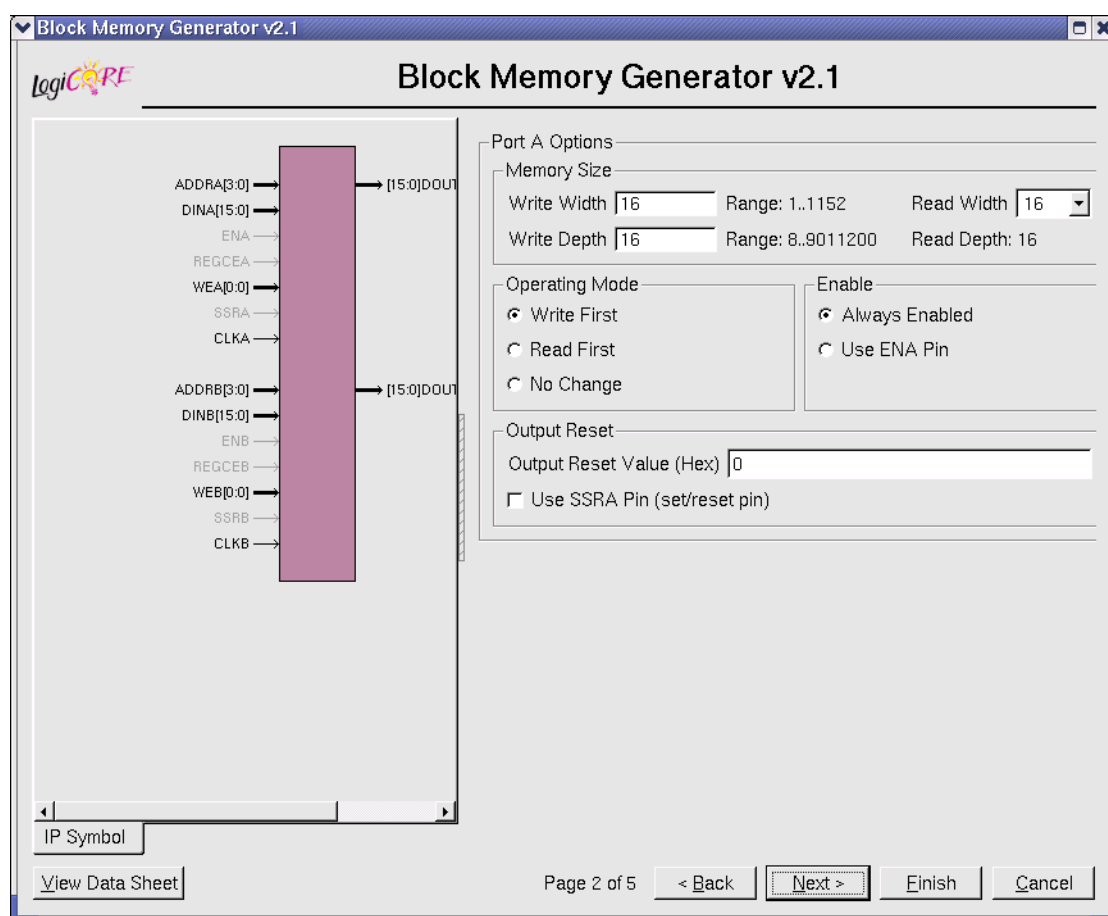 Block Memory Generator v2.1
LogiCORE
Block Memory Generator v2.1
ADDRA[3:0]
[15:0]DOUT
DINA[15:0]
ENA
REGCEA
WEA[0:0]
SSRA
CLKA
ADDRB[3:0]
[15:0]DOUT
DINB[15:0]
ENB
REGCEB
WEB[0:0]
SSRB
CLKB
IP Symbol
Port A Options
Memory Size
Write Width 16 Range: 1..1152 Read Width 16
Write Depth 16 Range: 8..9011200 Read Depth: 16
Operating Mode
Write First
Read First
No Change
Enable
Always Enabled
Use ENA Pin
Output Reset
Output Reset Value (Hex) 0
Use SSRA Pin (set/reset pin)
View Data Sheet Page 2 of 5 < Back Next > Finish Cancel